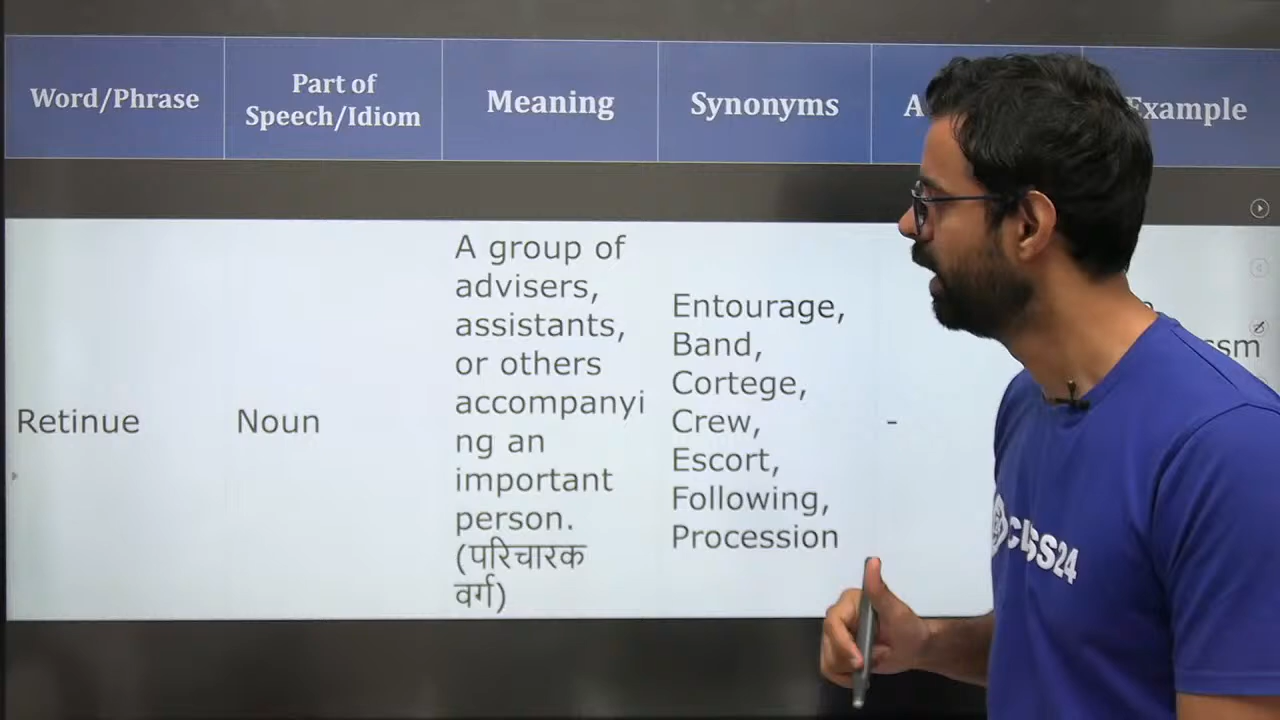 Word/Phrase
Part of
Speech/Idiom
Meaning
Synonyms
Example
Retinue
Noun
A group of
advisers,
assistants,
or others
accompanyi
ng an
important
person.
(परिचारक
वर्ग)
Entourage,
Band,
Cortege,
Crew,
Escort,
Following,
Procession
-
CLASS24